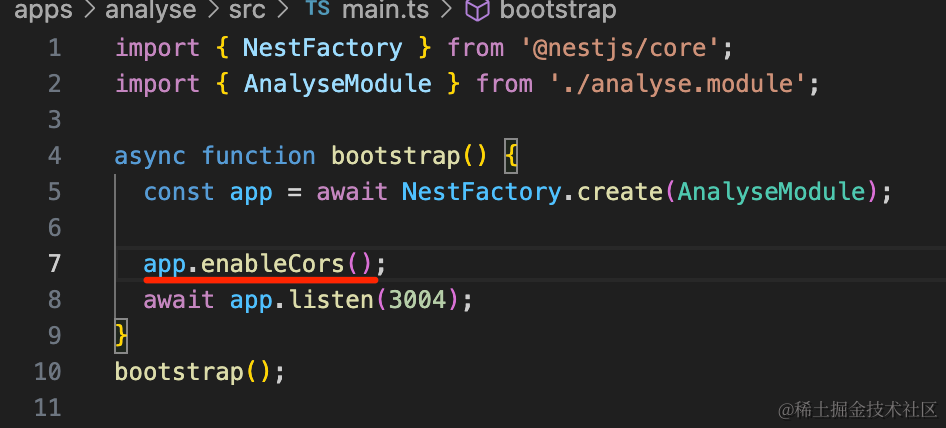 apps > analyse > src > TS main.ts > bootstrap
1 import { NestFactory } from '@nestjs/core';
2 import { AnalyseModule } from './analyse.module';
3
4 async function bootstrap() {
5 const app = await NestFactory.create(AnalyseModule);
6
7 app.enableCors();
8 await app.listen(3004);
9 }
10 bootstrap();
11
@稀土掘金技术社区